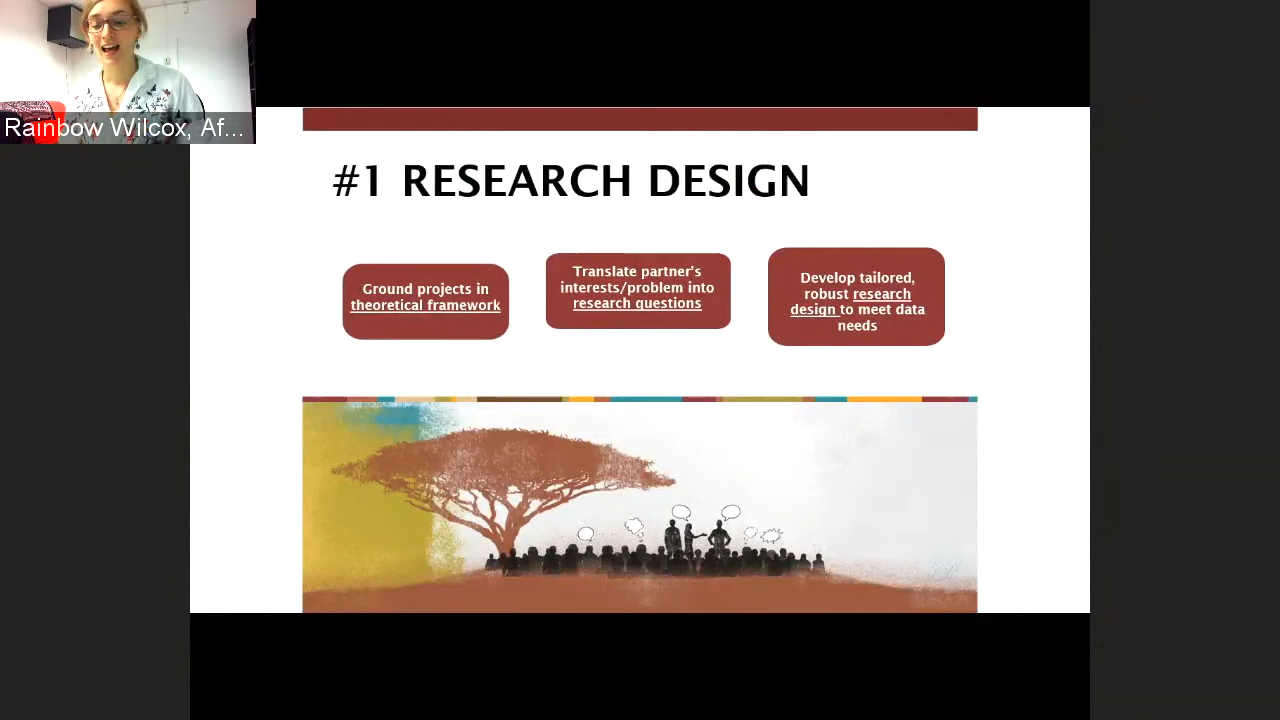 Rainbow Wilcox, Af...
#1 RESEARCH DESIGN
Ground projects in
theoretical framework
Translate partner's
interests/problem into
research questions
Develop tailored,
robust research
design to meet data
needs